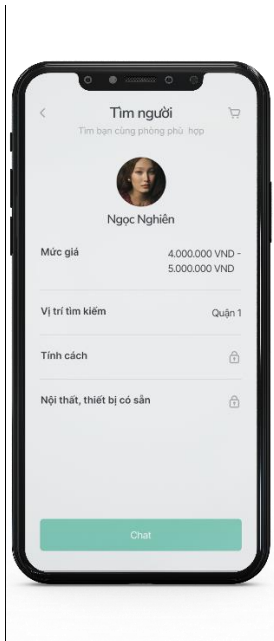 Tìm người
Tìm bạn cùng phòng phù hợp
Ngọc Nghiên
Mức giá
4.000.000 VND -
5.000.000 VND
Vị trí tìm kiếm
Quận 1
Tính cách
Nội thất, thiết bị có sẵn
Chat